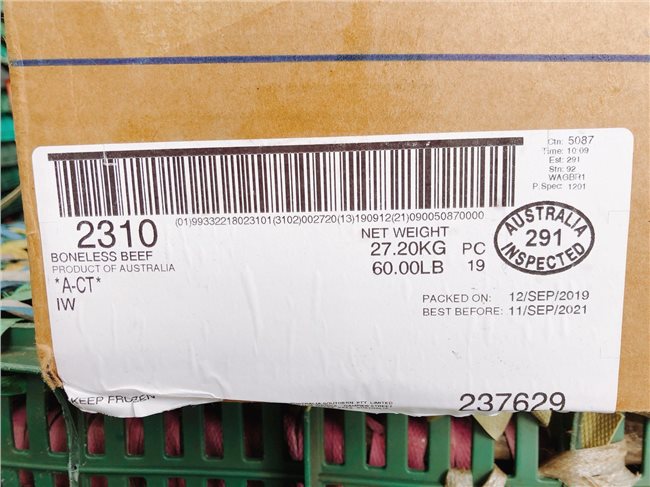 Ctn: 5087
Time: 10:09
Est: 291
Stn: 92
WAGBR1
P.Spec: 1201
(01)99332218023101(3102)002720(13)190912(21)090050870000
2310
BONELESS BEEF
PRODUCT OF AUSTRALIA
*A-CT*
IW
NET WEIGHT
27.20KG PC
60.00LB 19
AUSTRALIA
291
INSPECTED
PACKED ON: 12/SEP/2019
BEST BEFORE: 11/SEP/2021
KEEP FROZEN
237629